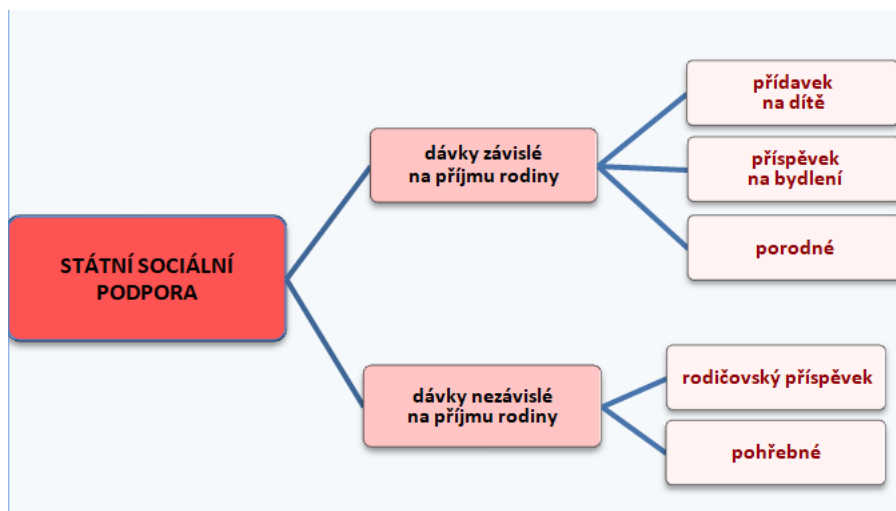 STÁTNÍ SOCIÁLNÍ
PODPORA
dávky závislé
na příjmu rodiny
přídavek
na dítě
příspěvek
na bydlení
porodné
dávky nezávislé
na příjmu rodiny
rodičovský příspěvek
pohřebné